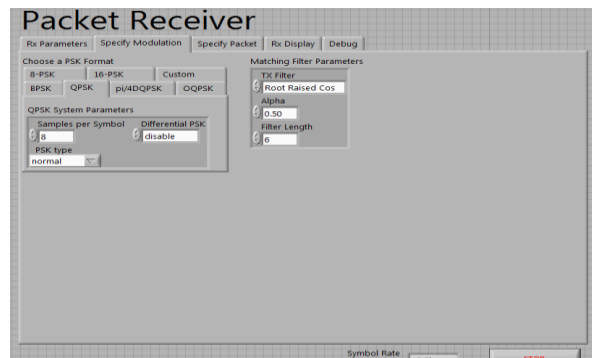 Packet Receiver
Rx Parameters Specify Modulation Specify Packet Rx Display Debug
Choose a PSK Format
8-PSK 16-PSK Custom
BPSK QPSK pi/4DQPSK OQPSK
QPSK System Parameters
Samples per Symbol Differential PSK
8 disable
PSK type
normal
Matching Filter Parameters
TX Filter
Root Raised Cos
Alpha
0.50
Filter Length
6
Symbol Rate
STOP